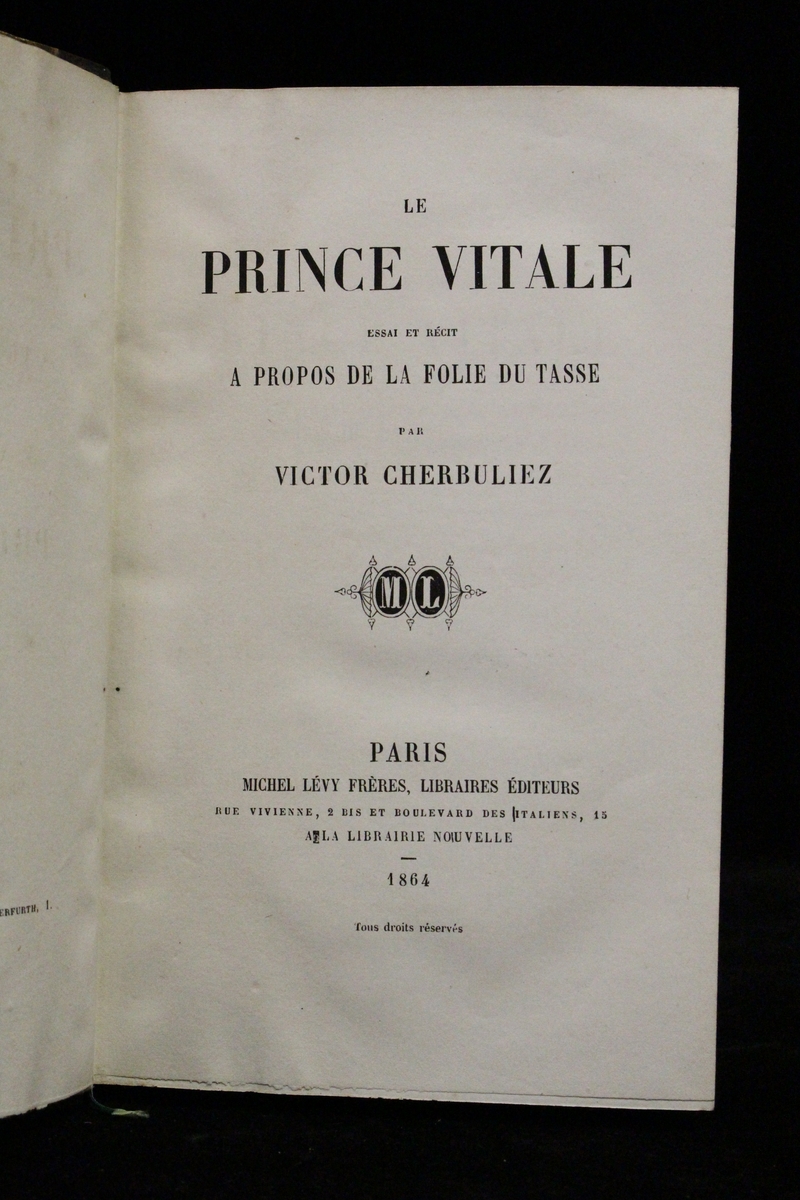 LE
PRINCE VITALE
ESSAI ET RÉCIT
A PROPOS DE LA FOLIE DU TASSE
PAR
VICTOR CHERBULIEZ
ML
PARIS
MICHEL LÉVY FRÈRES, LIBRAIRES ÉDITEURS
RUE VIVIENNE, 2 BIS ET BOULEVARD DES ITALIENS, 15
A LA LIBRAIRIE NOUVELLE
1864
Tous droits réservés
ERFURTH, 1.